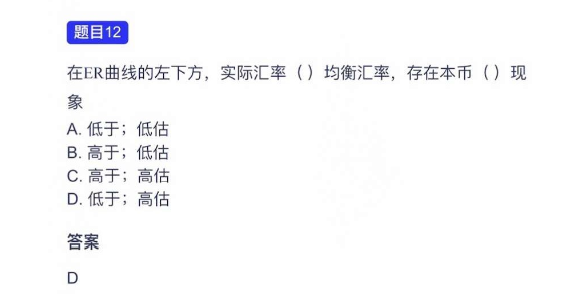 题目12
在ER曲线的左下方，实际汇率（ ）均衡汇率，存在本币（ ）现
象
A. 低于；低估
B. 高于；低估
C. 高于；高估
D. 低于；高估
答案
D